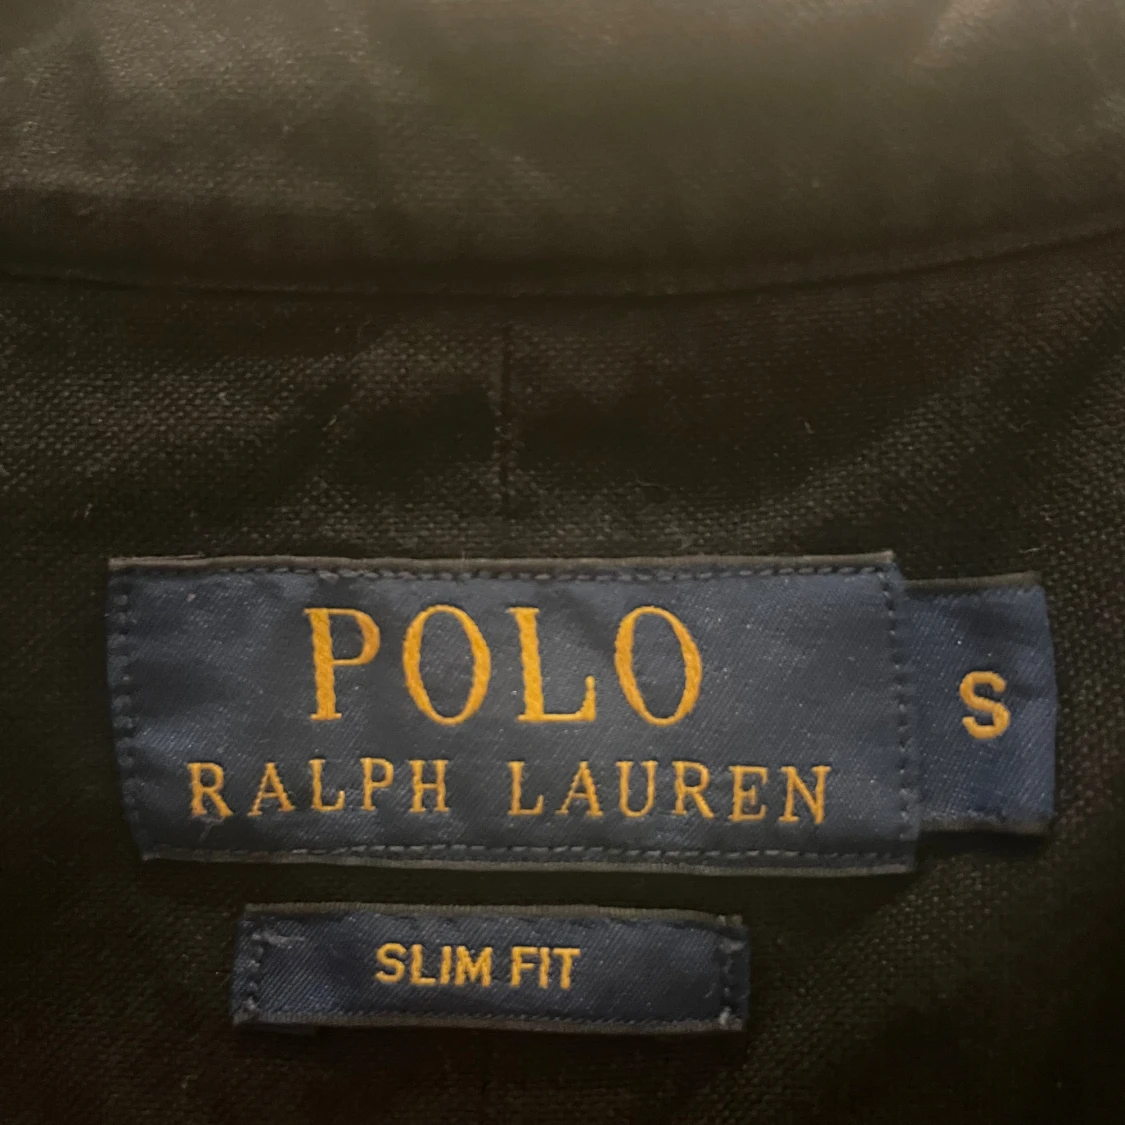 POLO
RALPH LAUREN
S
SLIM FIT